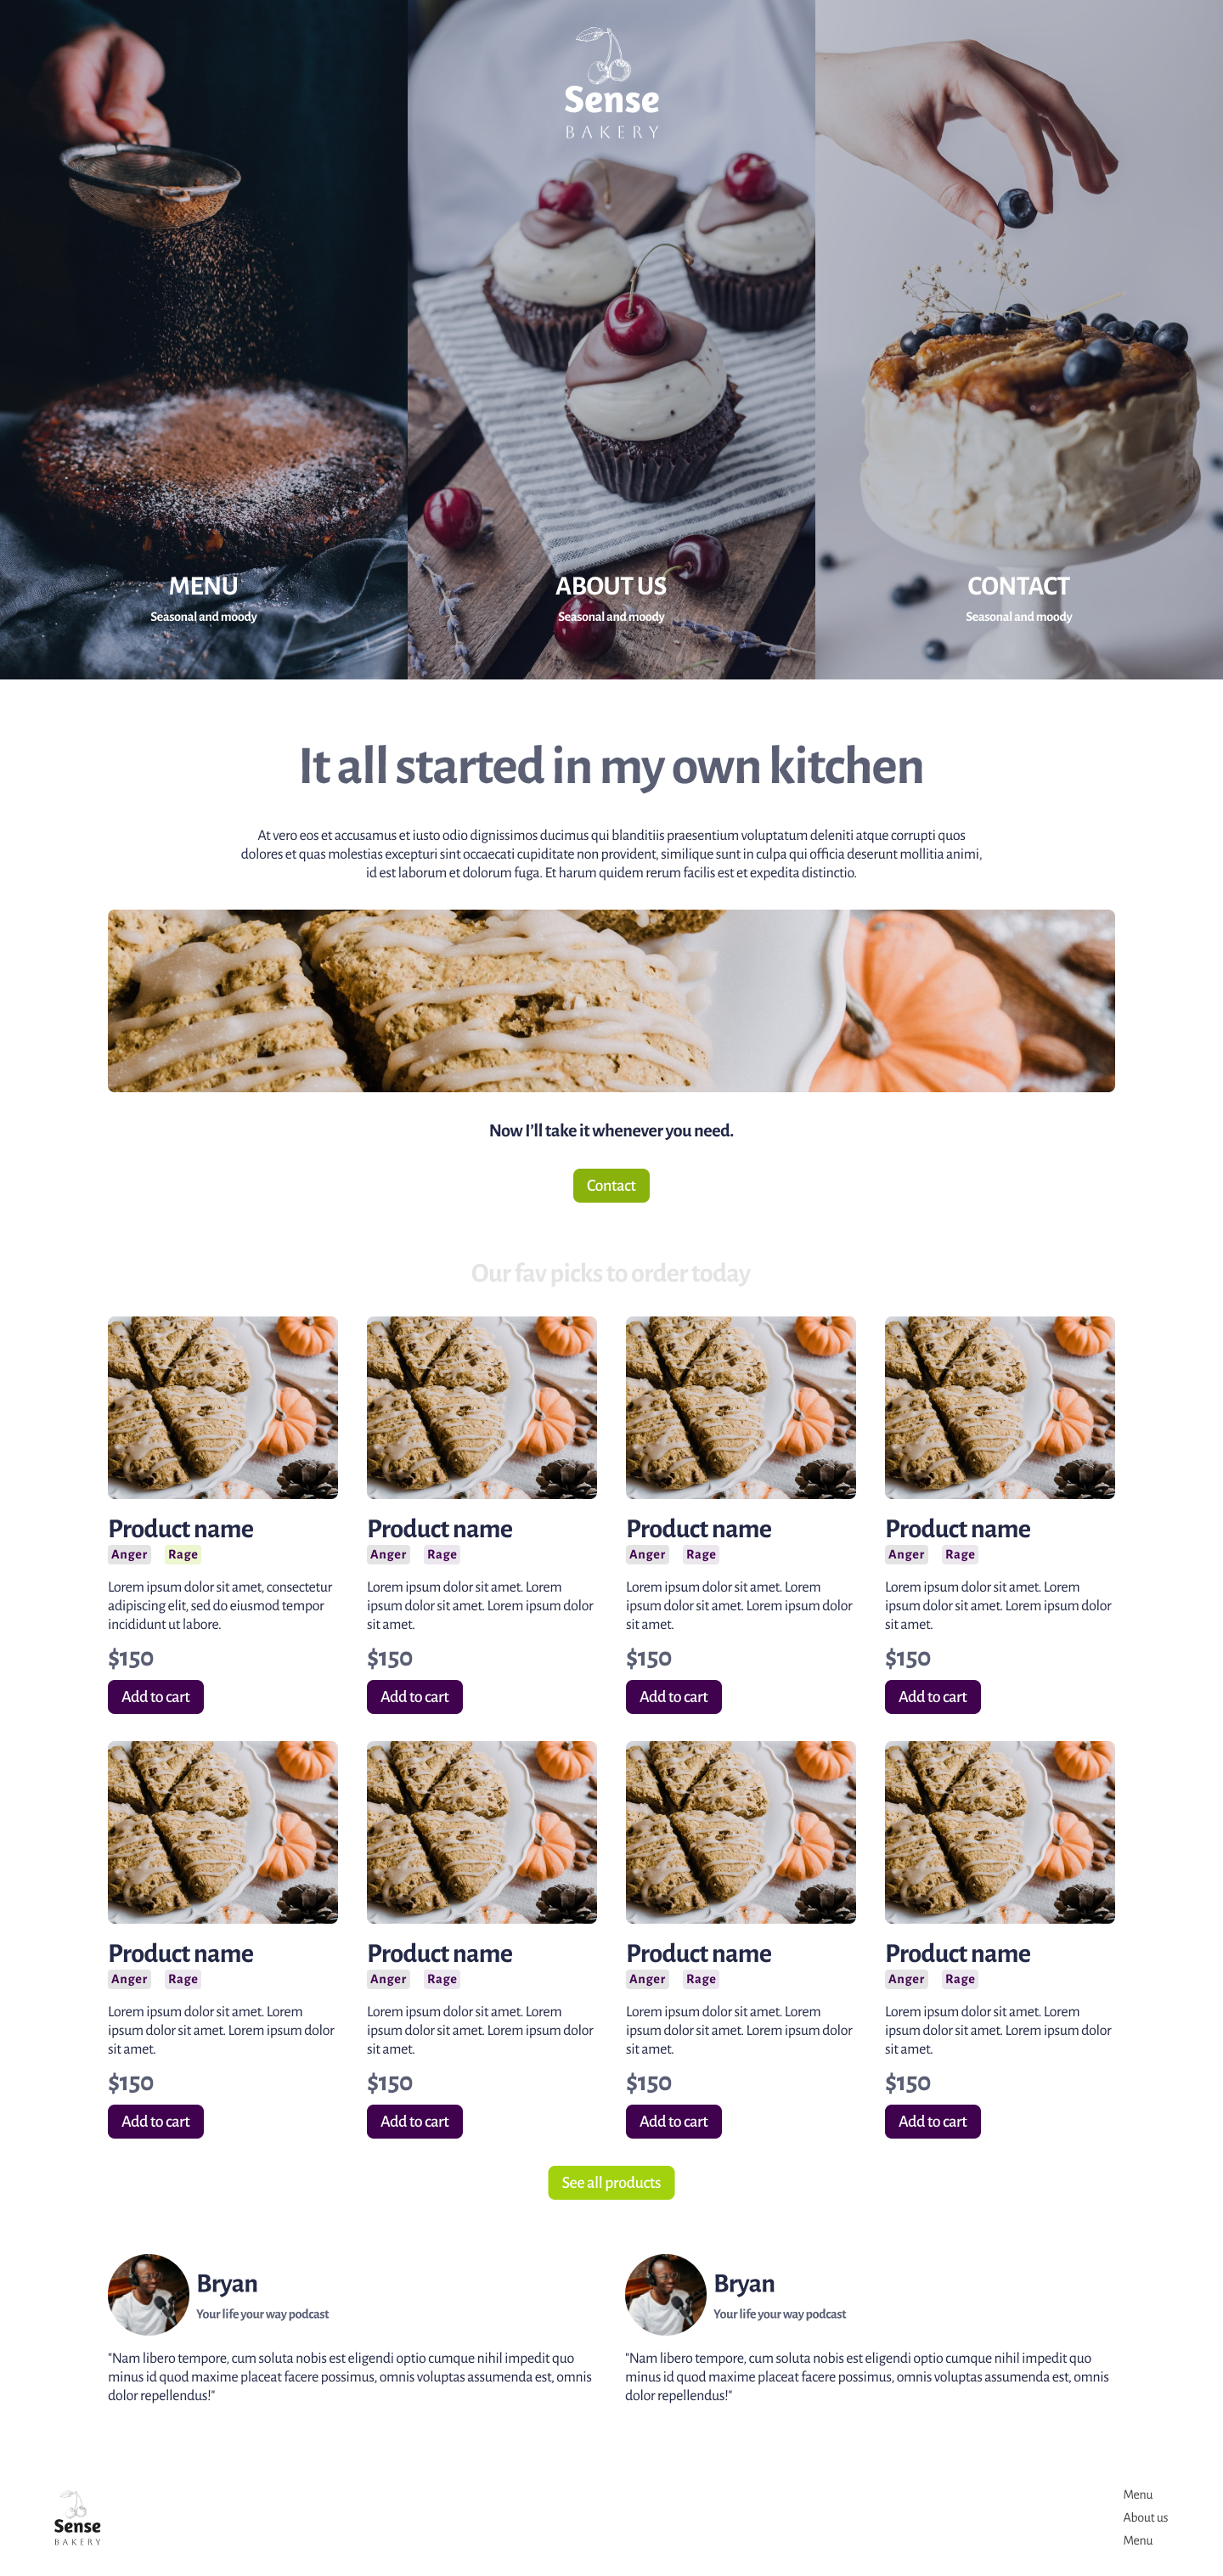 Sense
BAKERY
MENU
Seasonal and moody
ABOUT US
Seasonal and moody
CONTACT
Seasonal and moody
It all started in my own kitchen
At vero eos et accusamus et iusto odio dignissimos ducimus qui blanditiis praesentium voluptatum deleniti atque corrupti quos
dolores et quas molestias excepturi sint occaecati cupiditate non provident, similique sunt in culpa qui officia deserunt mollitia animi,
id est laborum et dolorum fuga. Et harum quidem rerum facilis est et expedita distinctio.
Now I'll take it whenever you need.
Contact
Our fav picks to order today
Product name
Anger Rage
Lorem ipsum dolor sit amet, consectetur
adipiscing elit, sed do eiusmod tempor
incididunt ut labore.
$150
Add to cart
Product name
Anger Rage
Lorem ipsum dolor sit amet. Lorem
ipsum dolor sit amet. Lorem ipsum dolor
sit amet.
$150
Add to cart
Product name
Anger Rage
Lorem ipsum dolor sit amet. Lorem
ipsum dolor sit amet. Lorem ipsum dolor
sit amet.
$150
Add to cart
Product name
Anger Rage
Lorem ipsum dolor sit amet. Lorem
ipsum dolor sit amet. Lorem ipsum dolor
sit amet.
$150
Add to cart
Product name
Anger Rage
Lorem ipsum dolor sit amet. Lorem
ipsum dolor sit amet. Lorem ipsum dolor
sit amet.
$150
Add to cart
Product name
Anger Rage
Lorem ipsum dolor sit amet. Lorem
ipsum dolor sit amet. Lorem ipsum dolor
sit amet.
$150
Add to cart
Product name
Anger Rage
Lorem ipsum dolor sit amet. Lorem
ipsum dolor sit amet. Lorem ipsum dolor
sit amet.
$150
Add to cart
Product name
Anger Rage
Lorem ipsum dolor sit amet. Lorem
ipsum dolor sit amet. Lorem ipsum dolor
sit amet.
$150
Add to cart
See all products
Bryan
Your life your way podcast
"Nam libero tempore, cum soluta nobis est eligendi optio cumque nihil impedit quo
minus id quod maxime placeat facere possimus, omnis voluptas assumenda est, omnis
dolor repellendus!"
Bryan
Your life your way podcast
"Nam libero tempore, cum soluta nobis est eligendi optio cumque nihil impedit quo
minus id quod maxime placeat facere possimus, omnis voluptas assumenda est, omnis
dolor repellendus!"
Sense
BAKERY
Menu
About us
Menu